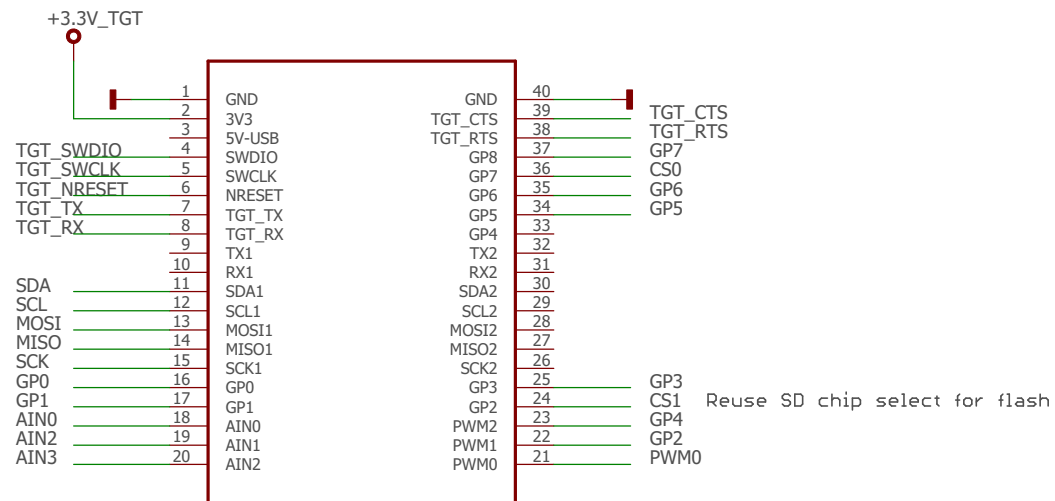 +3.3V_TGT
1 GND
2 3V3
3 5V-USB
TGT_SWDIO 4 SWDIO
TGT_SWCLK 5 SWCLK
TGT_NRESET 6 NRESET
TGT_TX 7 TGT_TX
TGT_RX 8 TGT_RX
9 TX1
10 RX1
SDA 11 SDA1
SCL 12 SCL1
MOSI 13 MOSI1
MISO 14 MISO1
SCK 15 SCK1
GP0 16 GP0
GP1 17 GP1
AIN0 18 AIN0
AIN2 19 AIN1
AIN3 20 AIN2
GND 40
TGT_CTS 39 TGT_CTS
TGT_RTS 38 TGT_RTS
GP8 37 GP7
GP7 36 CS0
GP6 35 GP6
GP5 34 GP5
GP4 33
TX2 32
RX2 31
SDA2 30
SCL2 29
MOSI2 28
MISO2 27
SCK2 26
GP3 25 GP3
GP2 24 CS1 Reuse SD chip select for flash
PWM2 23 GP4
PWM1 22 GP2
PWM0 21 PWM0